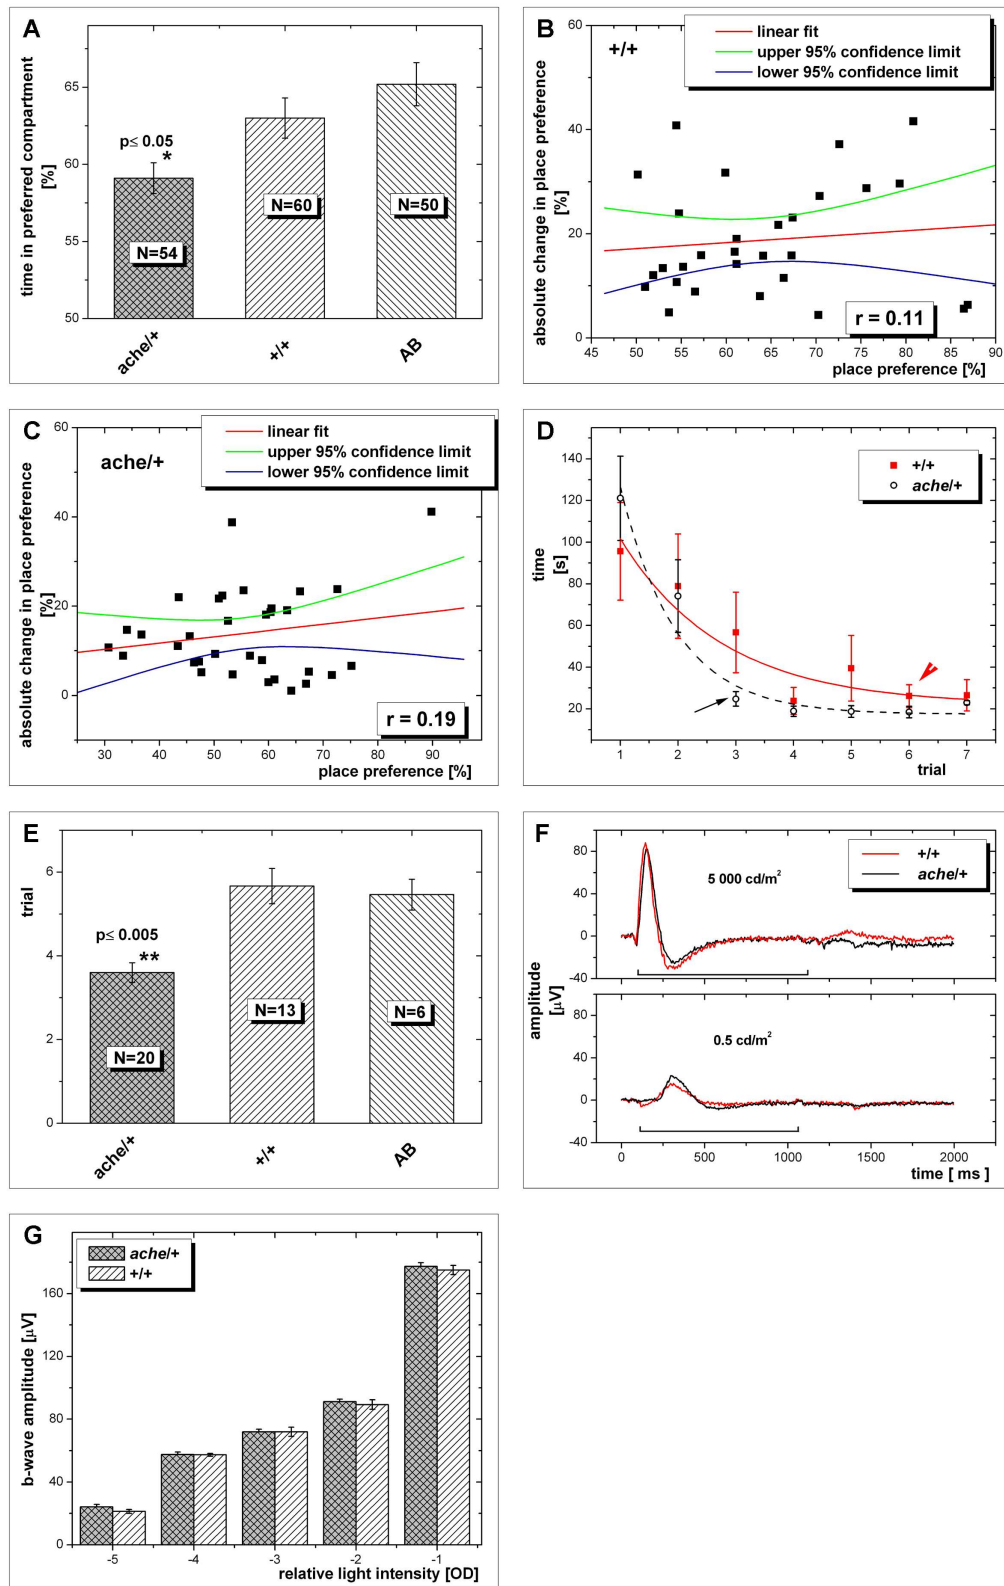 A
time in preferred compartment
[%]
65
60
55
50
p≤ 0.05
*
N=54
N=60
N=50
ache/+
+/+
AB
B
+/+
linear fit
upper 95% confidence limit
lower 95% confidence limit
absolute change in place preference
[%]
60
40
20
0
r = 0.11
45 50 55 60 65 70 75 80 85 90
place preference [%]
C
ache/+
linear fit
upper 95% confidence limit
lower 95% confidence limit
absolute change in place preference
[%]
60
40
20
0
r = 0.19
30 40 50 60 70 80 90
place preference [%]
D
+/+
ache/+
time
[s]
140
120
100
80
60
40
20
1 2 3 4 5 6 7
trial
E
trial
6
4
2
0
p≤ 0.005
**
N=20
N=13
N=6
ache/+
+/+
AB
F
+/+
ache/+
5 000 cd/m²
80
40
0
-40
amplitude
[µV]
0.5 cd/m²
80
40
0
-40
0 500 1000 1500 2000
time [ ms ]
G
ache/+
+/+
b-wave amplitude [µV]
160
120
80
40
0
-5 -4 -3 -2 -1
relative light intensity [OD]